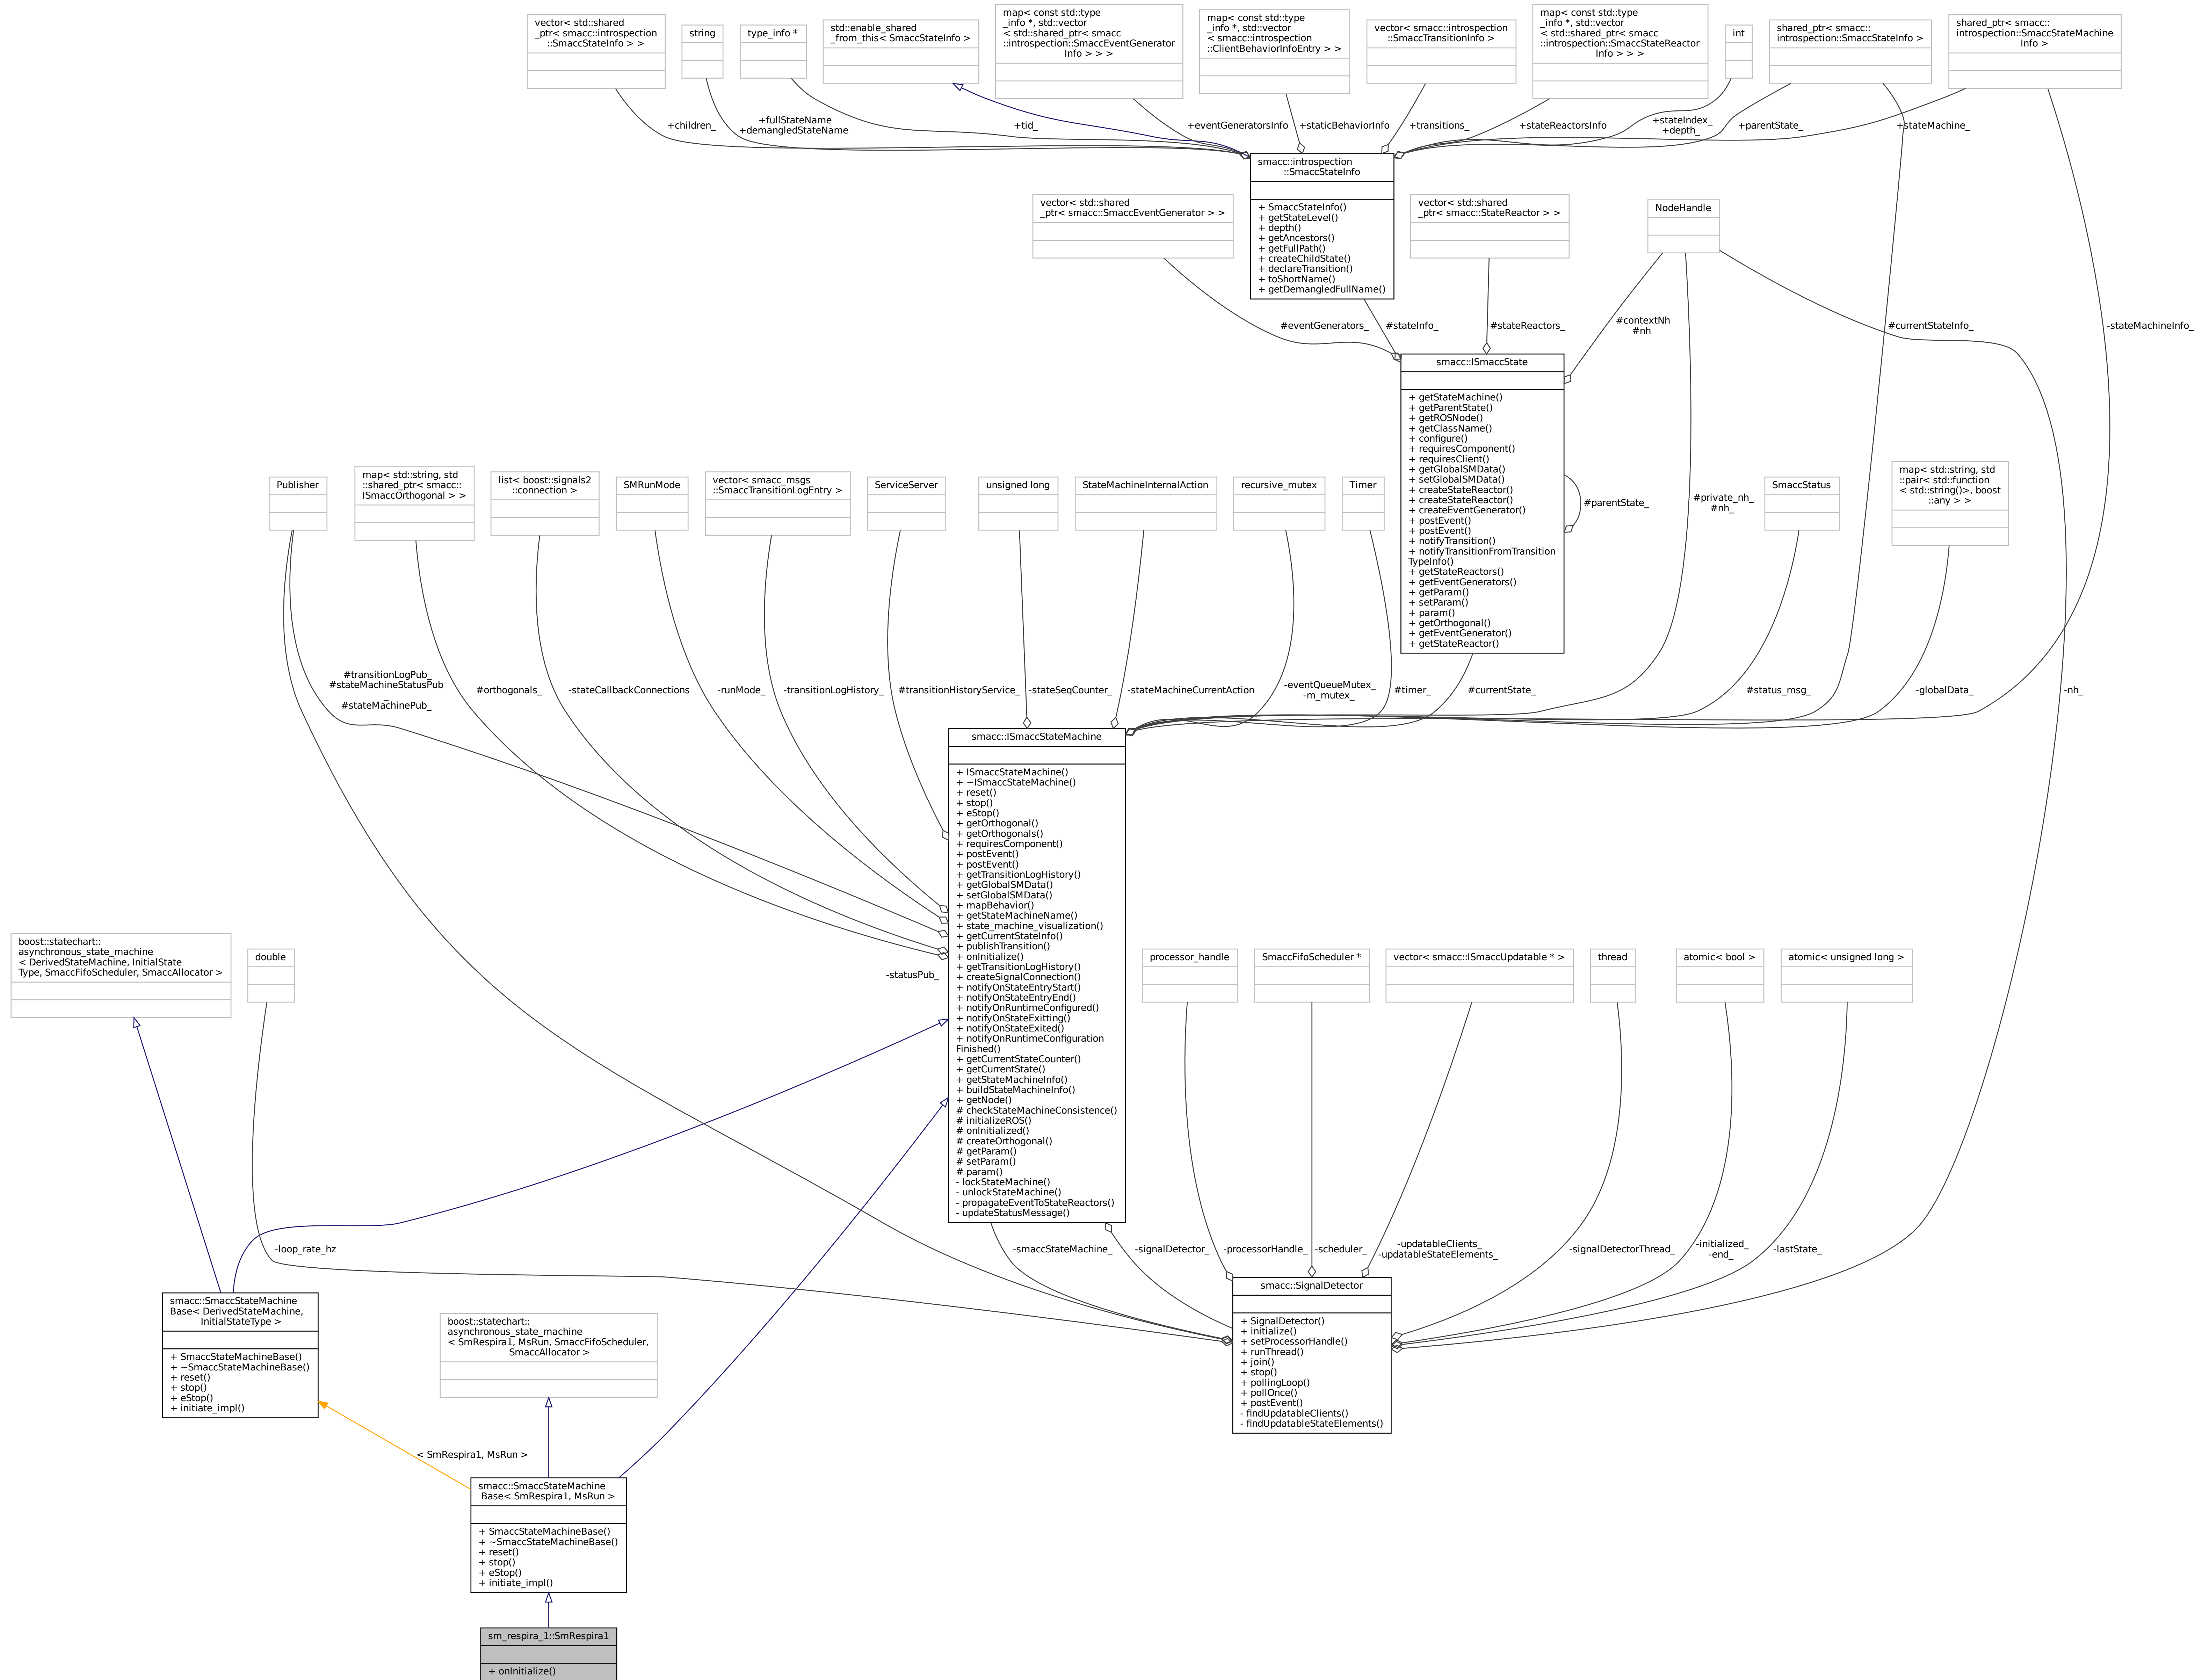 vector< std::shared
_ptr< smacc::introspection
::SmaccStateInfo > >
string
type_info *
std::enable_shared
_from_this< SmaccStateInfo >
map< const std::type
_info *, std::vector
< std::shared_ptr< smacc
::introspection::SmaccEventGenerator
Info > > >
map< const std::type
_info *, std::vector
< smacc::introspection
::ClientBehaviorInfoEntry > >
vector< smacc::introspection
::SmaccTransitionInfo >
map< const std::type
_info *, std::vector
< std::shared_ptr< smacc
::introspection::SmaccStateReactor
Info > > >
int
shared_ptr< smacc::
introspection::SmaccStateInfo >
shared_ptr< smacc::
introspection::SmaccStateMachine
Info >
+children_
+fullStateName
+demangledStateName
+tid_
+eventGeneratorsInfo
+staticBehaviorInfo
+transitions_
+stateReactorsInfo
+stateIndex_
+depth_
+parentState_
+stateMachine_
smacc::introspection
::SmaccStateInfo
+ SmaccStateInfo()
+ getStateLevel()
+ depth()
+ getAncestors()
+ getFullPath()
+ createChildState()
+ declareTransition()
+ toShortName()
+ getDemangledFullName()
vector< std::shared
_ptr< smacc::SmaccEventGenerator > >
vector< std::shared
_ptr< smacc::StateReactor > >
NodeHandle
#eventGenerators_
#stateInfo_
#stateReactors_
#contextNh
#nh
#currentStateInfo_
-stateMachineInfo_
smacc::ISmaccState
+ getStateMachine()
+ getParentState()
+ getROSNode()
+ getClassName()
+ configure()
+ requiresComponent()
+ requiresClient()
+ getGlobalSMData()
+ setGlobalSMData()
+ createStateReactor()
+ createStateReactor()
+ createEventGenerator()
+ postEvent()
+ postEvent()
+ notifyTransition()
+ notifyTransitionFromTransition
TypeInfo()
+ getStateReactors()
+ getEventGenerators()
+ getParam()
+ setParam()
+ param()
+ getOrthogonal()
+ getEventGenerator()
+ getStateReactor()
#parentState_
#private_nh_
#nh_
Publisher
map< std::string, std
::shared_ptr< smacc::
ISmaccOrthogonal > >
list< boost::signals2
::connection >
SMRunMode
vector< smacc_msgs
::SmaccTransitionLogEntry >
ServiceServer
unsigned long
StateMachineInternalAction
recursive_mutex
Timer
SmaccStatus
map< std::string, std
::pair< std::function
< std::string()>, boost
::any > >
#transitionLogPub_
#stateMachineStatusPub
_
#stateMachinePub_
#orthogonals_
-stateCallbackConnections
-runMode_
-transitionLogHistory_
#transitionHistoryService_
-stateSeqCounter_
-stateMachineCurrentAction
-eventQueueMutex_
-m_mutex_
#timer_
#currentState_
#status_msg_
-globalData_
-nh_
smacc::ISmaccStateMachine
+ ISmaccStateMachine()
+ ~ISmaccStateMachine()
+ reset()
+ stop()
+ eStop()
+ getOrthogonal()
+ getOrthogonals()
+ requiresComponent()
+ postEvent()
+ postEvent()
+ getTransitionLogHistory()
+ getGlobalSMData()
+ setGlobalSMData()
+ mapBehavior()
+ getStateMachineName()
+ state_machine_visualization()
+ getCurrentStateInfo()
+ publishTransition()
+ onInitialize()
+ getTransitionLogHistory()
+ createSignalConnection()
+ notifyOnStateEntryStart()
+ notifyOnStateEntryEnd()
+ notifyOnRuntimeConfigured()
+ notifyOnStateExitting()
+ notifyOnStateExited()
+ notifyOnRuntimeConfiguration
Finished()
+ getCurrentStateCounter()
+ getCurrentState()
+ getStateMachineInfo()
+ buildStateMachineInfo()
+ getNode()
# checkStateMachineConsistence()
# initializeROS()
# onInitialized()
# createOrthogonal()
# getParam()
# setParam()
# param()
- lockStateMachine()
- unlockStateMachine()
- propagateEventToStateReactors()
- updateStatusMessage()
boost::statechart::
asynchronous_state_machine
< DerivedStateMachine, InitialState
Type, SmaccFifoScheduler, SmaccAllocator >
double
-statusPub_
processor_handle
SmaccFifoScheduler *
vector< smacc::ISmaccUpdatable * >
thread
atomic< bool >
atomic< unsigned long >
-loop_rate_hz
-smaccStateMachine_
-signalDetector_
-processorHandle_
-scheduler_
-updatableClients_
-updatableStateElements_
-signalDetectorThread_
-initialized_
-end_
-lastState_
smacc::SmaccStateMachine
Base< DerivedStateMachine,
InitialStateType >
+ SmaccStateMachineBase()
+ ~SmaccStateMachineBase()
+ reset()
+ stop()
+ eStop()
+ initiate_impl()
boost::statechart::
asynchronous_state_machine
< SmRespira1, MsRun, SmaccFifoScheduler,
SmaccAllocator >
smacc::SignalDetector
+ SignalDetector()
+ initialize()
+ setProcessorHandle()
+ runThread()
+ join()
+ stop()
+ pollingLoop()
+ pollOnce()
+ postEvent()
- findUpdatableClients()
- findUpdatableStateElements()
< SmRespira1, MsRun >
smacc::SmaccStateMachine
Base< SmRespira1, MsRun >
+ SmaccStateMachineBase()
+ ~SmaccStateMachineBase()
+ reset()
+ stop()
+ eStop()
+ initiate_impl()
sm_respira_1::SmRespira1
+ onInitialize()